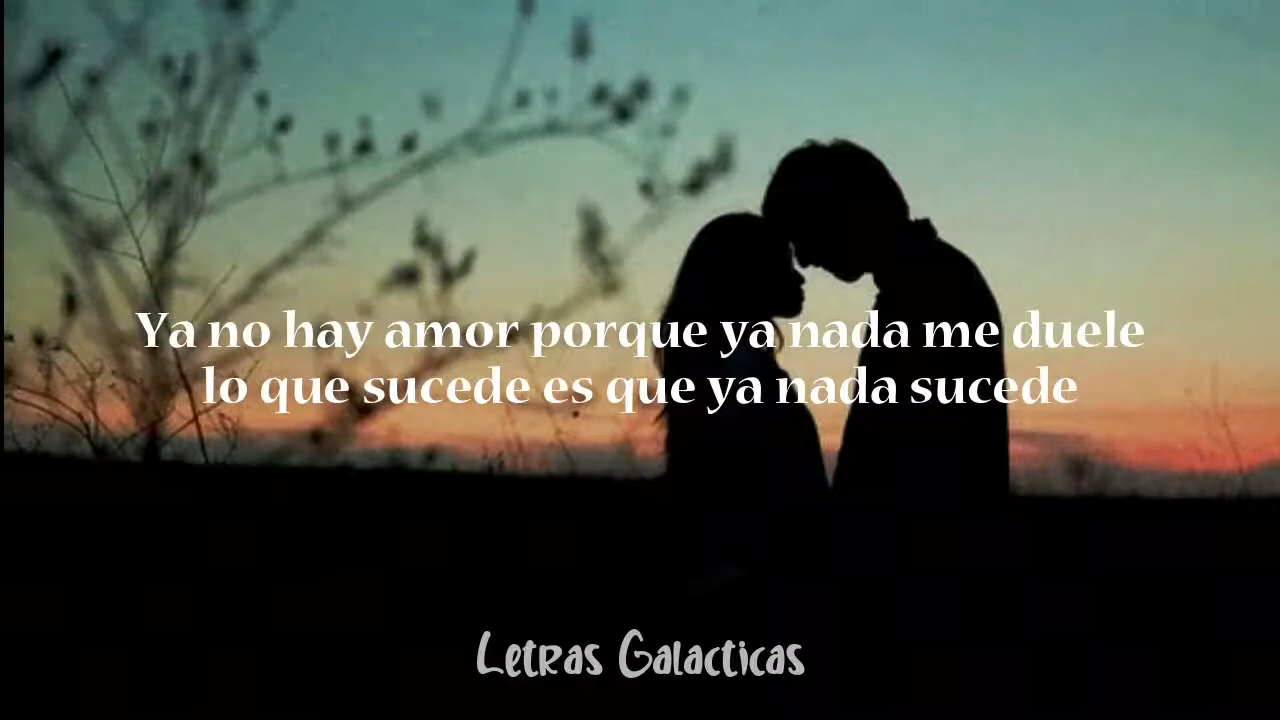 Ya no hay amor porque ya nada me duele
lo que sucede es que ya nada sucede
Letras Galacticas